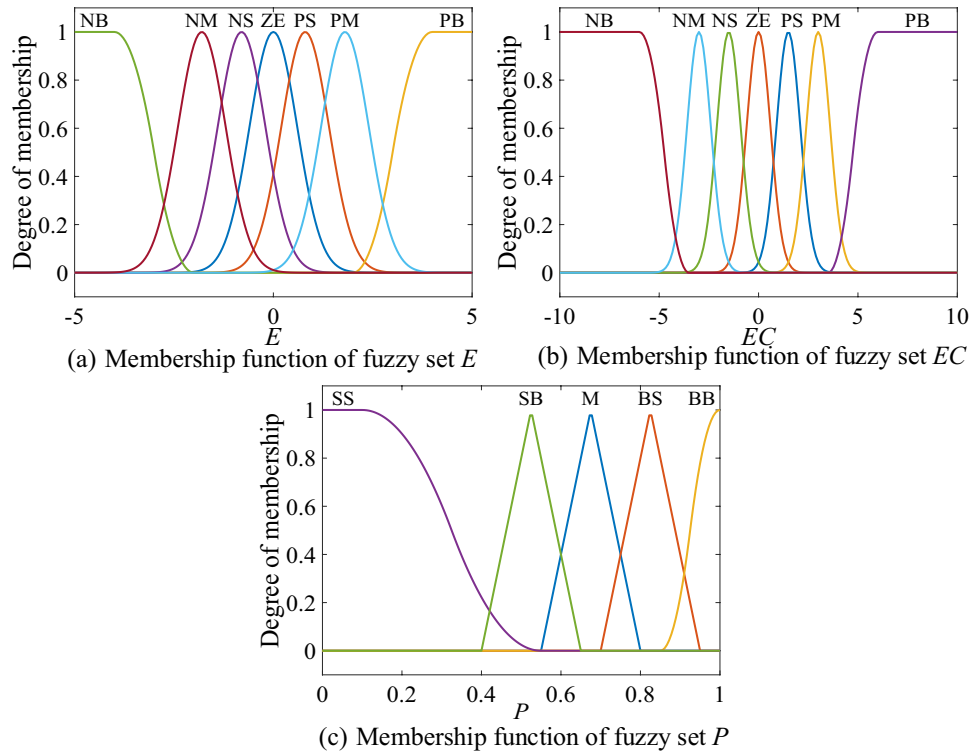 NB NM NS ZE PS PM PB
Degree of membership
1
0.8
0.6
0.4
0.2
0
-5 0 5
E
(a) Membership function of fuzzy set E
NB NM NS ZE PS PM PB
Degree of membership
1
0.8
0.6
0.4
0.2
0
-10 -5 0 5 10
EC
(b) Membership function of fuzzy set EC
SS SB M BS BB
Degree of membership
1
0.8
0.6
0.4
0.2
0
0 0.2 0.4 0.6 0.8 1
P
(c) Membership function of fuzzy set P